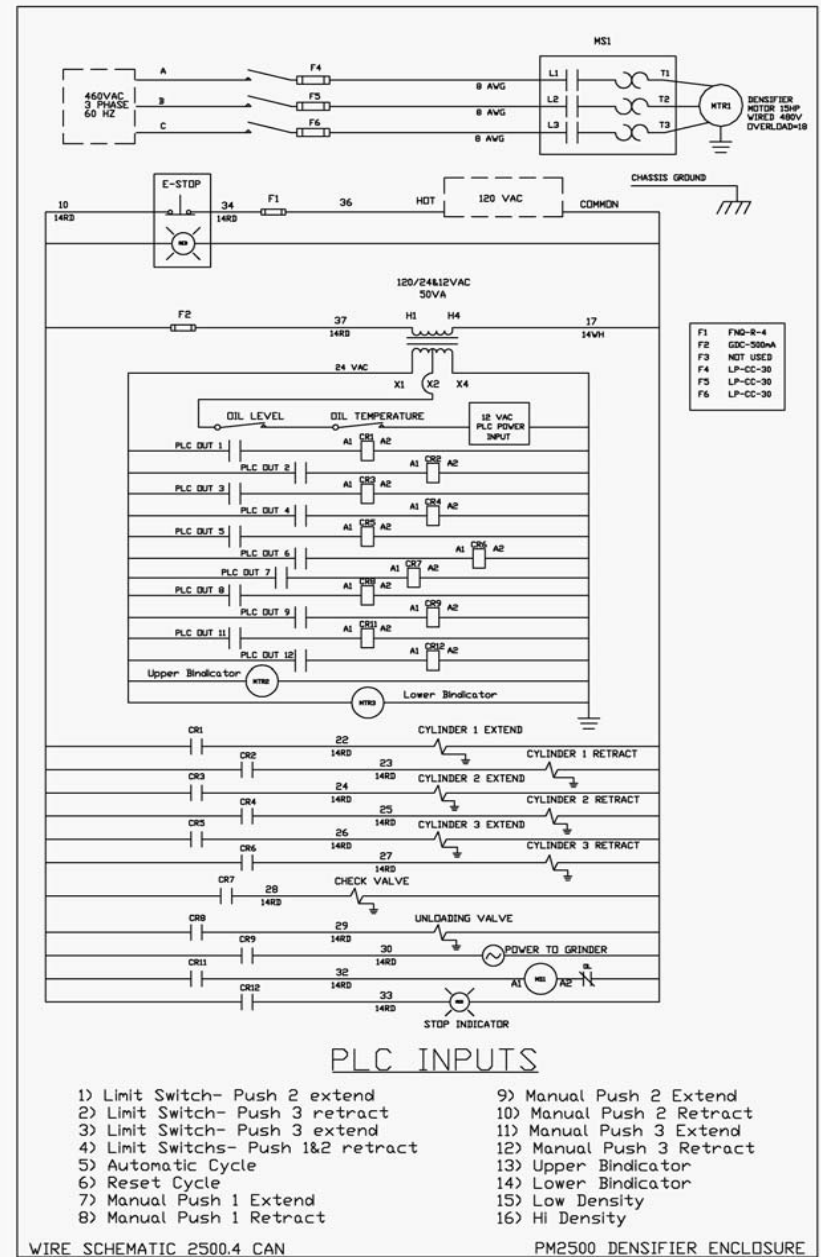 MS1
A F4 8 AWG L1 T1
460VAC
3 PHASE
60 HZ
B F5 8 AWG L2 T2
MTR1
DENSIFIER
MOTOR 15HP
WIRED 480V
OVERLOAD=18
C F6 8 AWG L3 T3
E-STOP
CHASSIS GROUND
10 34 F1 36 HOT 120 VAC COMMON
14RD 14RD
120/24&12VAC
50VA
F2 37 H1 H4 17
14RD 14WH
F1 FNQ-R-4
F2 GDC-500mA
F3 NOT USED
F4 LP-CC-30
F5 LP-CC-30
F6 LP-CC-30
24 VAC
X1 X2 X4
OIL LEVEL OIL TEMPERATURE
12 VAC
PLC POWER
INPUT
PLC OUT 1 A1 CR1 A2
PLC OUT 2 A1 CR2 A2
PLC OUT 3 A1 CR3 A2
PLC OUT 4 A1 CR4 A2
PLC OUT 5 A1 CR5 A2
PLC OUT 6 A1 CR6 A2
PLC OUT 7 A1 CR7 A2
PLC OUT 8 A1 CR8 A2
PLC OUT 9 A1 CR9 A2
PLC OUT 11 A1 CR11 A2
PLC OUT 12 A1 CR12 A2
Upper Bindicator MTR2
MTR3 Lower Bindicator
CR1 22 14RD CYLINDER 1 EXTEND
CR2 23 14RD CYLINDER 1 RETRACT
CR3 24 14RD CYLINDER 2 EXTEND
CR4 25 14RD CYLINDER 2 RETRACT
CR5 26 14RD CYLINDER 3 EXTEND
CR6 27 14RD CYLINDER 3 RETRACT
CR7 28 14RD CHECK VALVE
CR8 29 14RD UNLOADING VALVE
CR9 30 14RD POWER TO GRINDER
CR11 32 14RD A1 MS1 A2 OL
CR12 33 14RD
STOP INDICATOR
PLC INPUTS
1) Limit Switch- Push 2 extend
2) Limit Switch- Push 3 retract
3) Limit Switch- Push 3 extend
4) Limit Switchs- Push 1&2 retract
5) Automatic Cycle
6) Reset Cycle
7) Manual Push 1 Extend
8) Manual Push 1 Retract
9) Manual Push 2 Extend
10) Manual Push 2 Retract
11) Manual Push 3 Extend
12) Manual Push 3 Retract
13) Upper Bindicator
14) Lower Bindicator
15) Low Density
16) Hi Density
WIRE SCHEMATIC 2500.4 CAN
PM2500 DENSIFIER ENCLOSURE